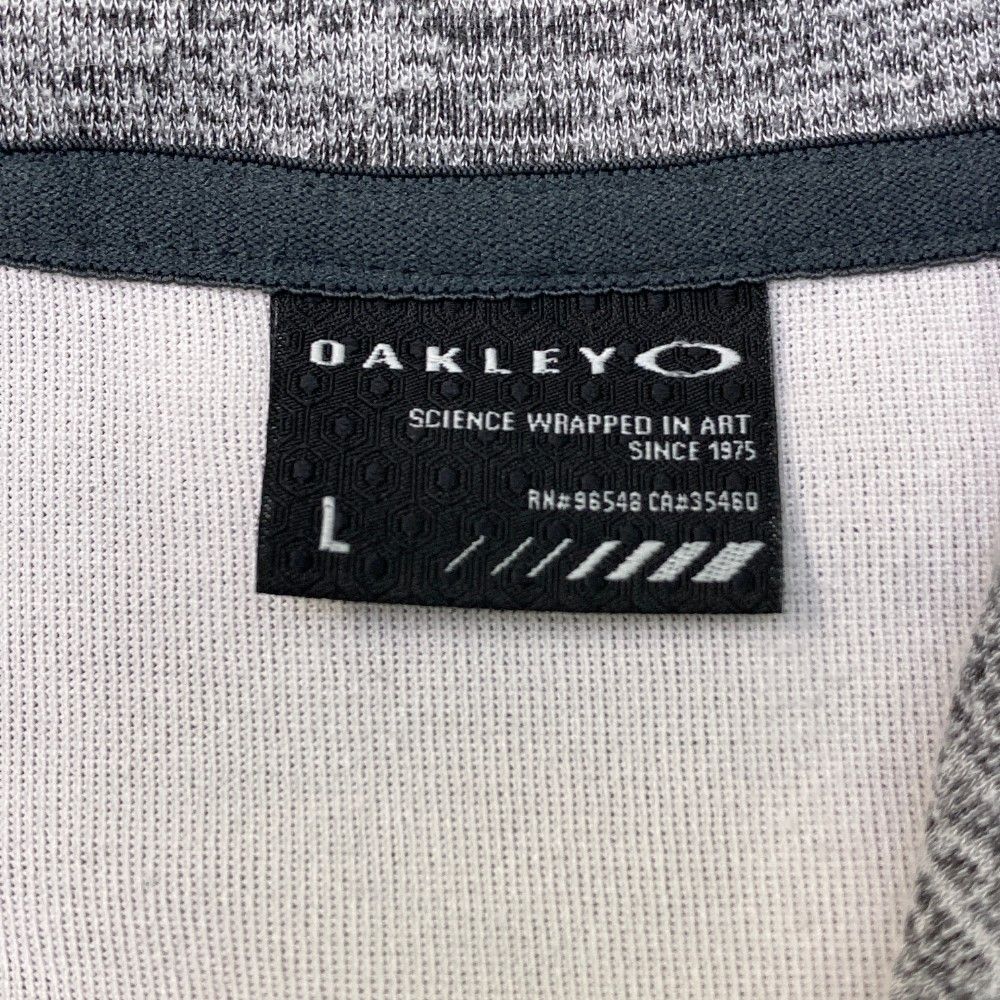 OAKLEY
SCIENCE WRAPPED IN ART
SINCE 1975
RN#96548 CA#35460
L